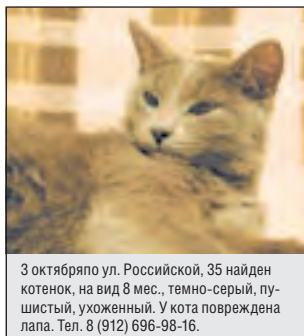 3 октябряпо ул. Российской, 35 найден
котенок, на вид 8 мес., темно-серый, пу-
шистый, ухоженный. У кота повреждена
лапа. Тел. 8 (912) 696-98-16.